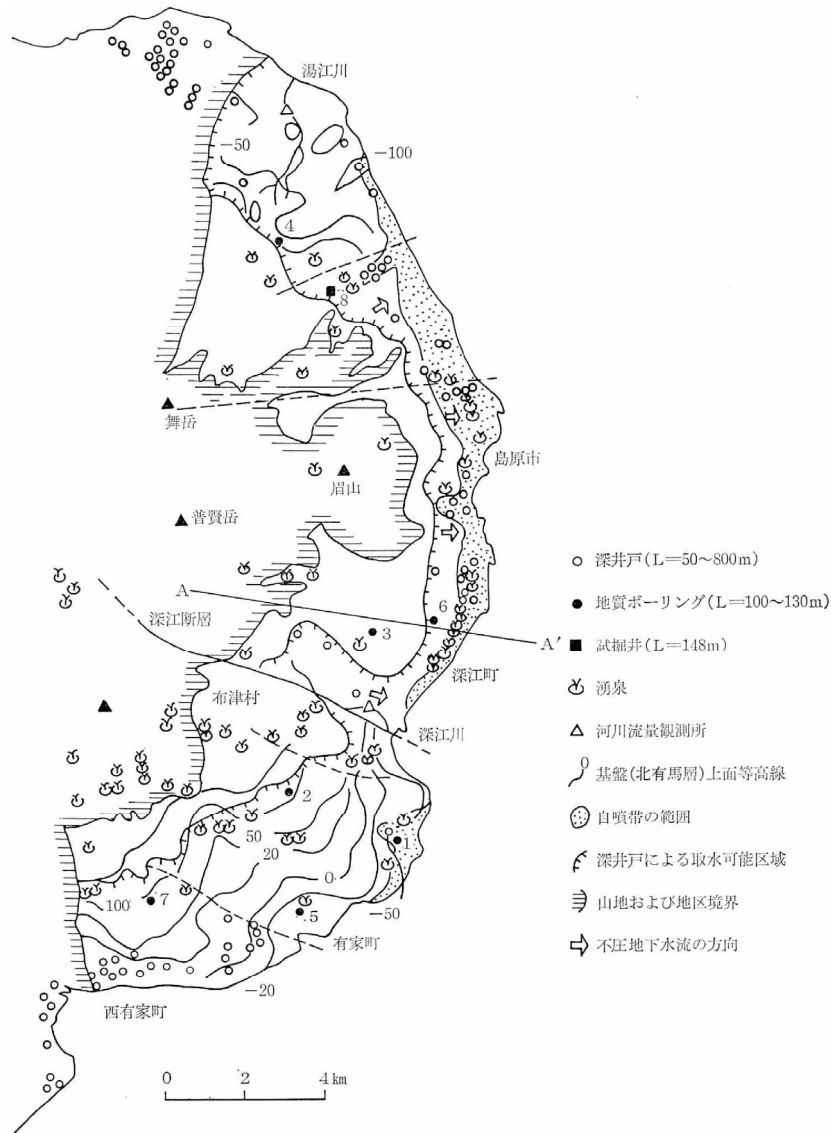 湯江川
−50
−100
4
8
舞岳
島原市
眉山
普賢岳
○ 深井戸(L=50〜800m)
● 地質ボーリング(L=100〜130m)
A
6
A′
■ 試掘井(L=148m)
深江断層
3
湧泉
深江町
布津村
深江川
△ 河川流量観測所
0
基盤(北有馬層)上面等高線
2
自噴帯の範囲
50
1
20
深井戸による取水可能区域
0
100
7
5
−50
山地および地区境界
有家町
不圧地下水流の方向
−20
西有家町
0 2 4 km